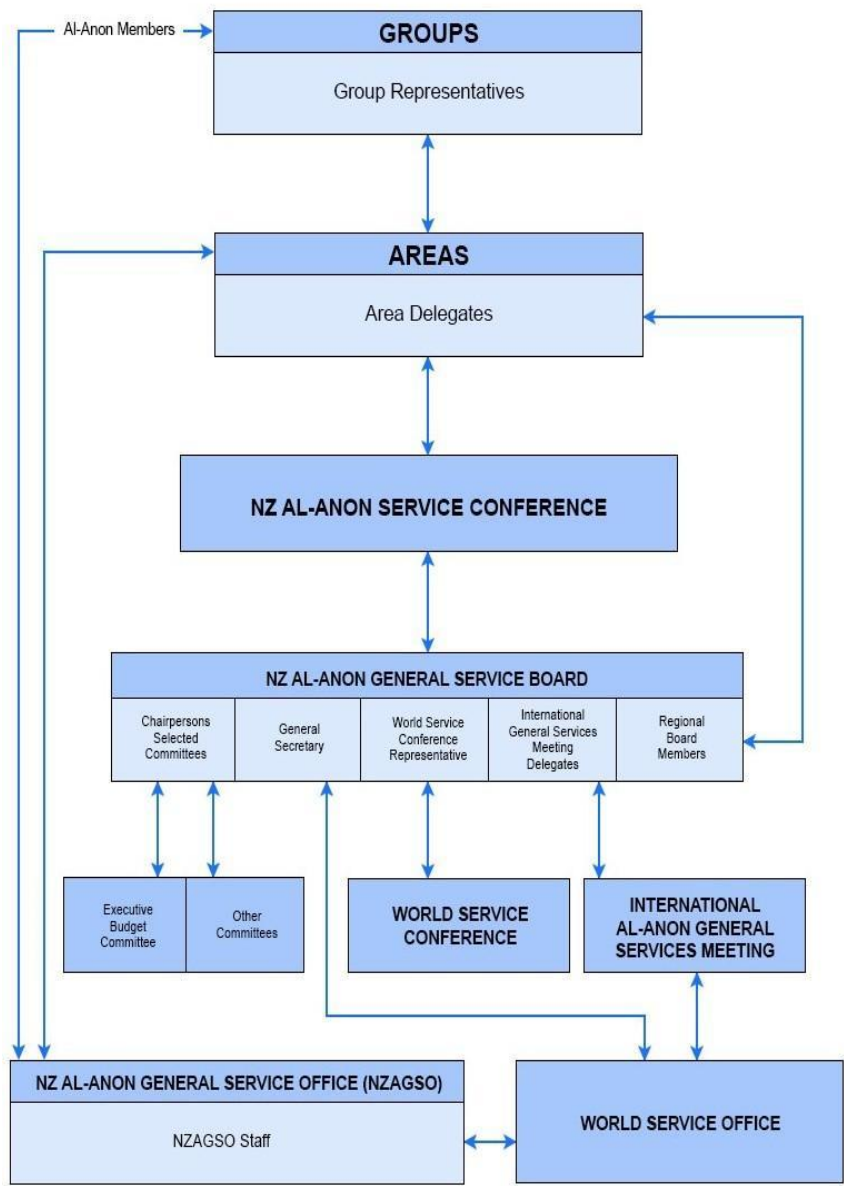 Al-Anon Members
GROUPS
Group Representatives
AREAS
Area Delegates
NZ AL-ANON SERVICE CONFERENCE
NZ AL-ANON GENERAL SERVICE BOARD
Chairpersons
Selected
Committees
General
Secretary
World Service
Conference
Representative
International
General Services
Meeting
Delegates
Regional
Board
Members
Executive
Budget
Committee
Other
Committees
WORLD SERVICE
CONFERENCE
INTERNATIONAL
AL-ANON GENERAL
SERVICES MEETING
NZ AL-ANON GENERAL SERVICE OFFICE (NZAGSO)
NZAGSO Staff
WORLD SERVICE OFFICE